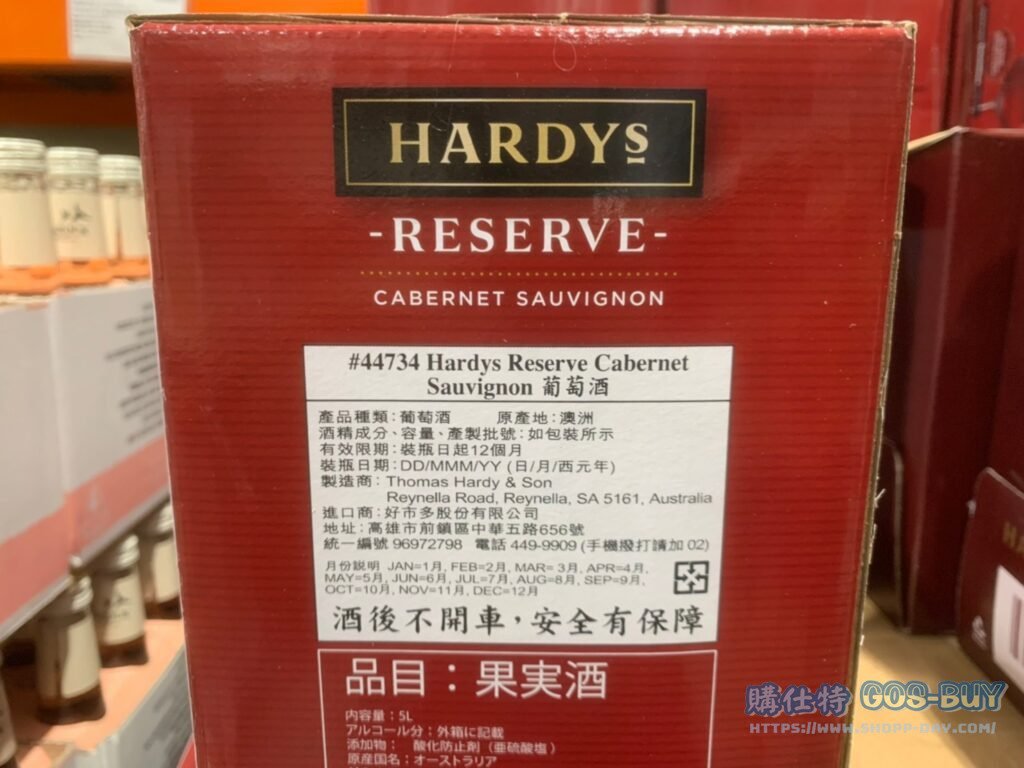 HARDYS
-RESERVE-
CABERNET SAUVIGNON
#44734 Hardys Reserve Cabernet
Sauvignon 葡萄酒
產品種類：葡萄酒 原產地：澳洲
酒精成分、容量、產製批號：如包裝所示
有效限期：裝瓶日起12個月
裝瓶日期：DD/MMM/YY (日/月/西元年)
製造商：Thomas Hardy & Son
Reynella Road, Reynella, SA 5161, Australia
進口商：好市多股份有限公司
地址：高雄市前鎮區中華五路656號
統一編號 96972798 電話 449-9909 (手機撥打請加 02)
月份說明 JAN=1月, FEB=2月, MAR= 3月, APR=4月,
MAY=5月, JUN=6月, JUL=7月, AUG=8月, SEP=9月,
OCT=10月, NOV=11月, DEC=12月
酒後不開車，安全有保障
品目：果実酒
内容量：5L
アルコール分：外箱に記載
添加物： 酸化防止剤（亜硫酸塩）
原産国名：オーストラリア
購仕特 GOS-BUY
HTTPS://WWW.SHOPP-DAY.COM/